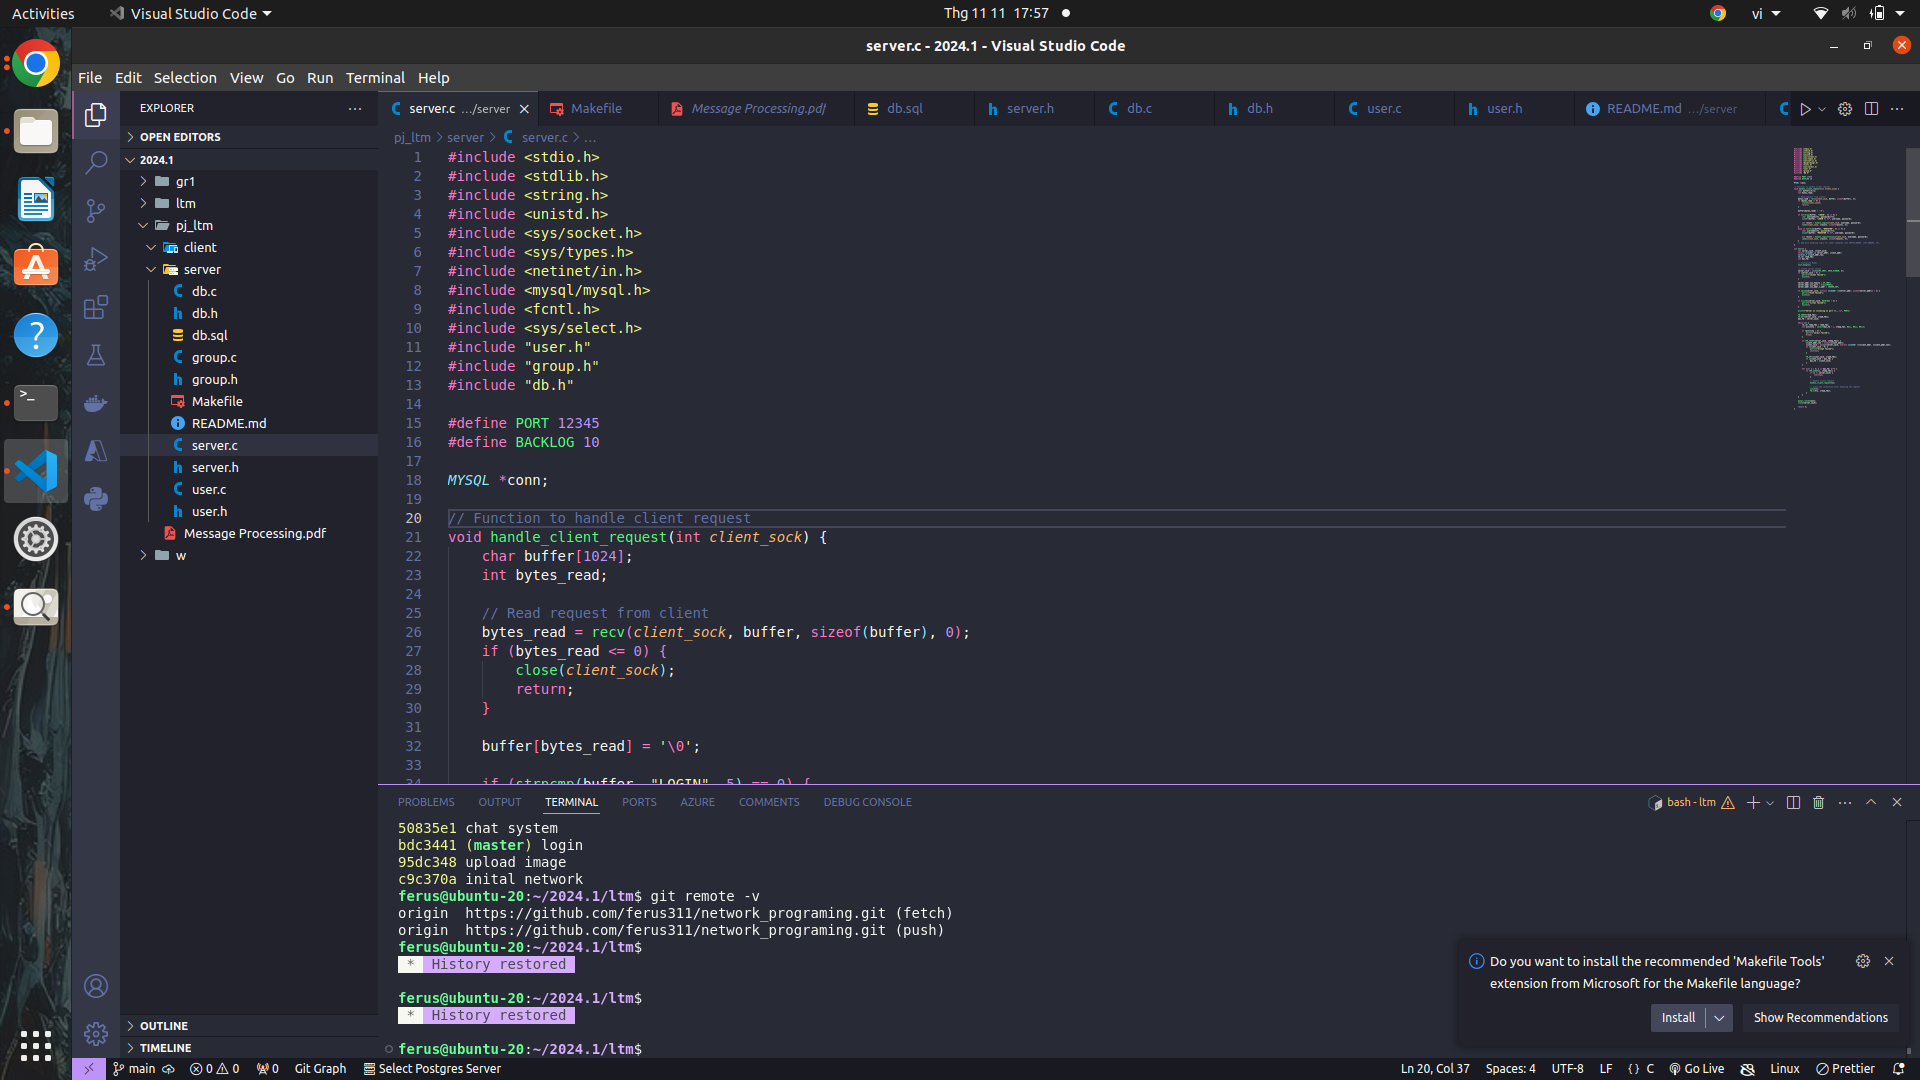 Activities
Visual Studio Code
Thg 11 11 17:57
vi
server.c - 2024.1 - Visual Studio Code
File Edit Selection View Go Run Terminal Help
EXPLORER
OPEN EDITORS
2024.1
gr1
ltm
pj_ltm
client
server
db.c
db.h
db.sql
group.c
group.h
Makefile
README.md
server.c
server.h
user.c
user.h
Message Processing.pdf
w
OUTLINE
TIMELINE
server.c .../server
Makefile
Message Processing.pdf
db.sql
server.h
db.c
db.h
user.c
user.h
README.md .../server
pj_ltm > server > server.c > ...
1 #include <stdio.h>
2 #include <stdlib.h>
3 #include <string.h>
4 #include <unistd.h>
5 #include <sys/socket.h>
6 #include <sys/types.h>
7 #include <netinet/in.h>
8 #include <mysql/mysql.h>
9 #include <fcntl.h>
10 #include <sys/select.h>
11 #include "user.h"
12 #include "group.h"
13 #include "db.h"
14
15 #define PORT 12345
16 #define BACKLOG 10
17
18 MYSQL *conn;
19
20 // Function to handle client request
21 void handle_client_request(int client_sock) {
22 char buffer[1024];
23 int bytes_read;
24
25 // Read request from client
26 bytes_read = recv(client_sock, buffer, sizeof(buffer), 0);
27 if (bytes_read <= 0) {
28 close(client_sock);
29 return;
30 }
31
32 buffer[bytes_read] = '\0';
33
34 if (strncmp(buffer, "LOGIN", 5) == 0) {
PROBLEMS OUTPUT TERMINAL PORTS AZURE COMMENTS DEBUG CONSOLE
bash - ltm
50835e1 chat system
bdc3441 (master) login
95dc348 upload image
c9c370a inital network
ferus@ubuntu-20:~/2024.1/ltm$ git remote -v
origin https://github.com/ferus311/network_programing.git (fetch)
origin https://github.com/ferus311/network_programing.git (push)
ferus@ubuntu-20:~/2024.1/ltm$
* History restored
ferus@ubuntu-20:~/2024.1/ltm$
* History restored
ferus@ubuntu-20:~/2024.1/ltm$
Do you want to install the recommended 'Makefile Tools'
extension from Microsoft for the Makefile language?
Install
Show Recommendations
main
0 0
0
Git Graph
Select Postgres Server
Ln 20, Col 37
Spaces: 4
UTF-8
LF
{ } C
Go Live
Linux
Prettier